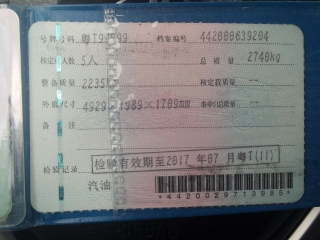 号牌号码 粤T 档案编号 442000639204
核定载人数 5人 总质量 2740kg
整备质量 2235 核定载质量 --
外廓尺寸 4929×1989×1789mm 准牵引总质量 --
备注
检验有效期至2017年07月粤T(11)
检验记录
汽油
*4420029713985*